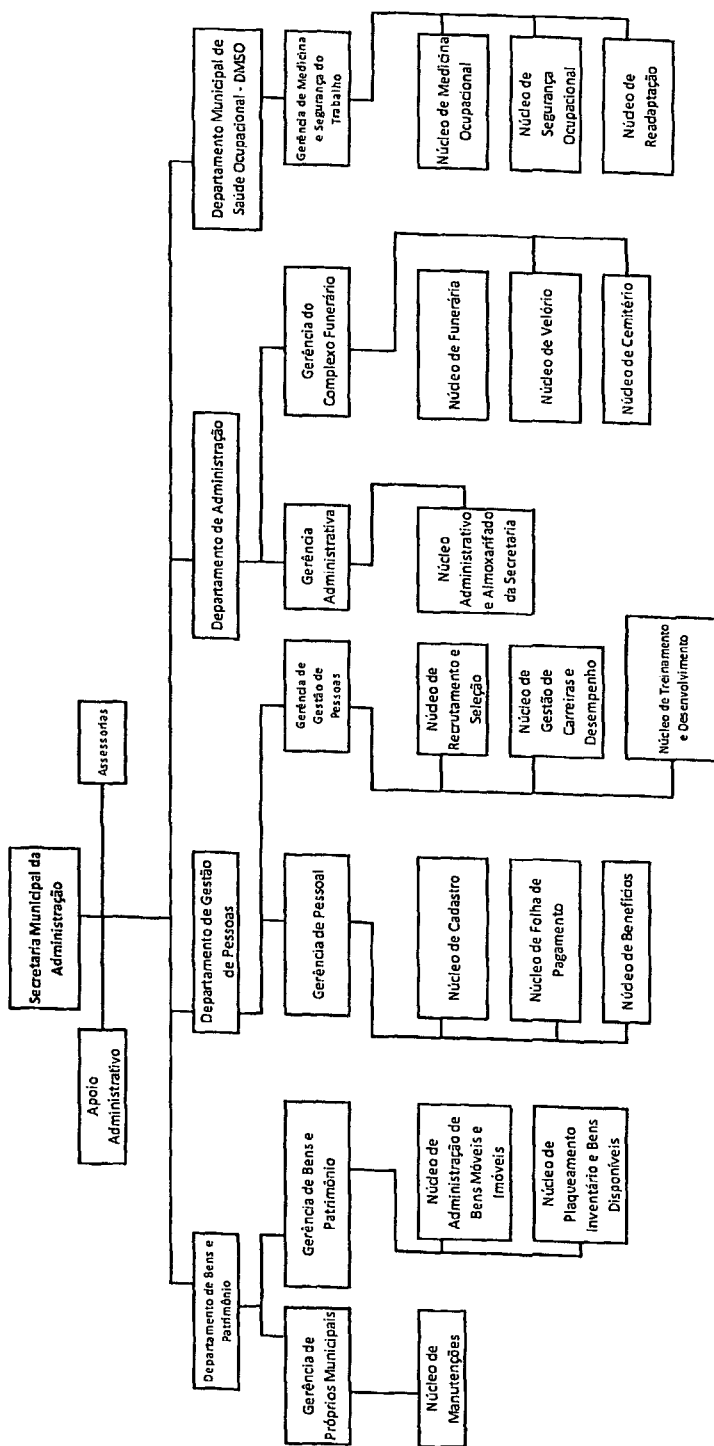 Secretaria Municipal da
Administração
Apoio
Administrativo
Assessorias
Departamento de Bens e
Patrimônio
Departamento de Gestão
de Pessoas
Departamento de Administração
Departamento Municipal de
Saúde Ocupacional - DMSO
Gerência de
Próprios Municipais
Gerência de Bens e
Patrimônio
Gerência de Pessoal
Gerência de
Gestão de
Pessoas
Gerência
Administrativa
Gerência do
Complexo Funerário
Gerência de Medicina
e Segurança do
Trabalho
Núcleo de
Manutenções
Núcleo de
Administração de
Bens Móveis e
Imóveis
Núcleo de
Plaqueamento
Inventário e Bens
Disponíveis
Núcleo de Cadastro
Núcleo de Folha de
Pagamento
Núcleo de Benefícios
Núcleo de
Recrutamento e
Seleção
Núcleo de
Gestão de
Carreiras e
Desempenho
Núcleo de Treinamento
e Desenvolvimento
Núcleo
Administrativo
e Almoxarifado
da Secretaria
Núcleo de Funerária
Núcleo de Velório
Núcleo de Cemitério
Núcleo de Medicina
Ocupacional
Núcleo de
Segurança
Ocupacional
Núcleo de
Readaptação